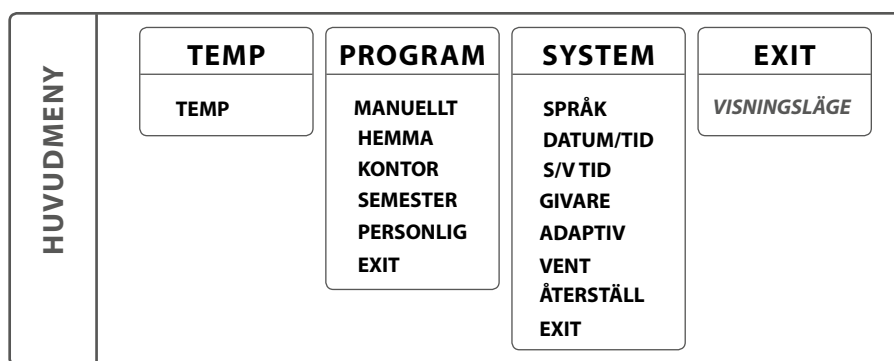 HUVUDMENY
TEMP
TEMP
PROGRAM
MANUELLT
HEMMA
KONTOR
SEMESTER
PERSONLIG
EXIT
SYSTEM
SPRÅK
DATUM/TID
S/V TID
GIVARE
ADAPTIV
VENT
ÅTERSTÄLL
EXIT
EXIT
VISNINGSLÄGE